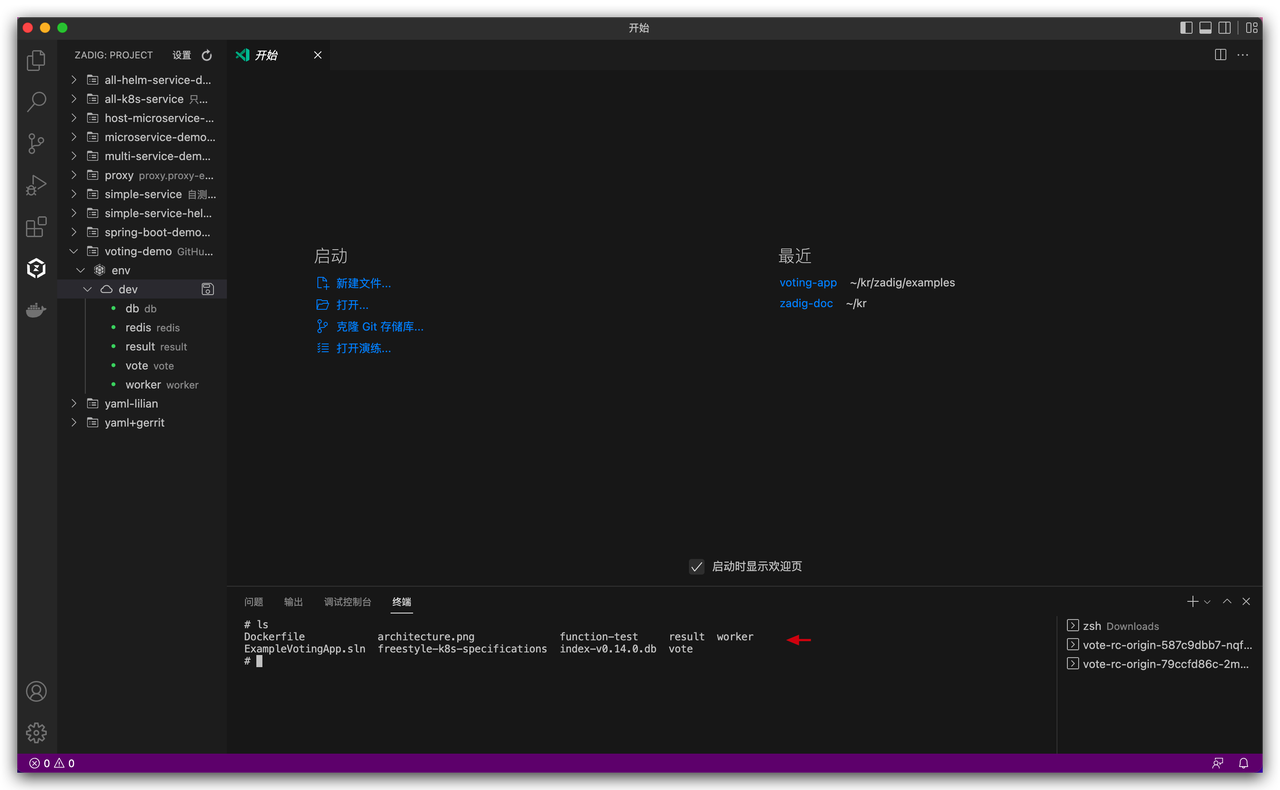 开始
ZADIG: PROJECT 设置
all-helm-service-d...
all-k8s-service 只...
host-microservice-...
microservice-demo...
multi-service-dem...
proxy proxy.proxy-e...
simple-service 自测...
simple-service-hel...
spring-boot-demo...
voting-demo GitHu...
env
dev
db db
redis redis
result result
vote vote
worker worker
yaml-lilian
yaml+gerrit
开始
启动
新建文件...
打开...
克隆 Git 存储库...
打开演练...
最近
voting-app ~/kr/zadig/examples
zadig-doc ~/kr
启动时显示欢迎页
问题 输出 调试控制台 终端
# ls
Dockerfile architecture.png function-test result worker
ExampleVotingApp.sln freestyle-k8s-specifications index-v0.14.0.db vote
#
zsh Downloads
vote-rc-origin-587c9dbb7-nqf...
vote-rc-origin-79ccfd86c-2m...
0 0